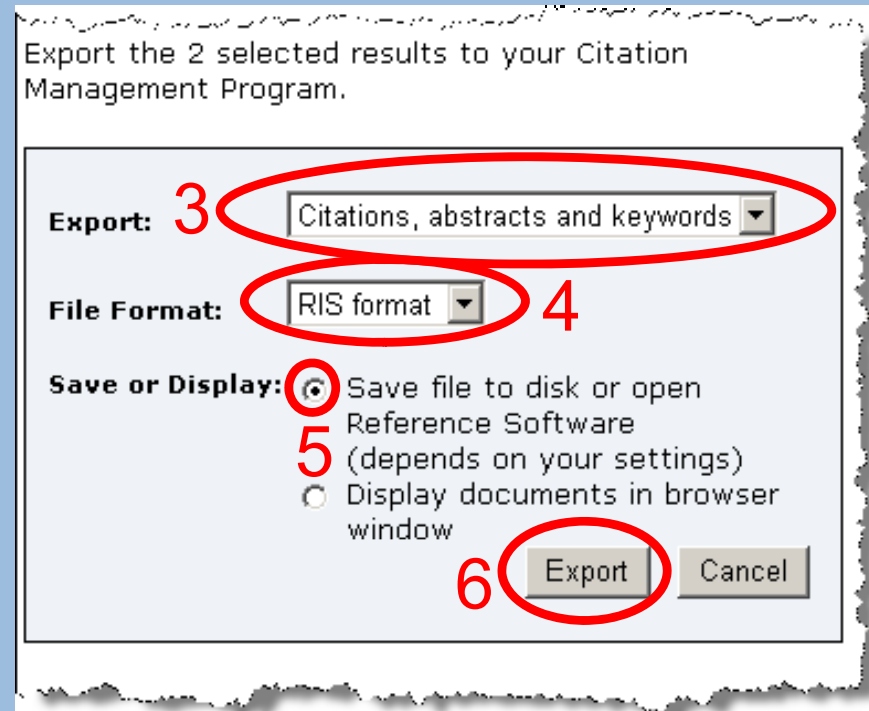 Export the 2 selected results to your Citation
Management Program.
Export: 3 Citations, abstracts and keywords
File Format: RIS format 4
Save or Display: Save file to disk or open
Reference Software
5 (depends on your settings)
Display documents in browser
window
6 Export Cancel